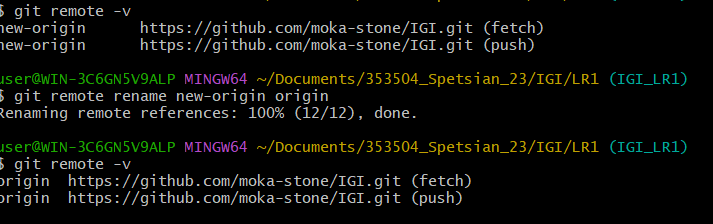 $ git remote -v
new-origin      https://github.com/moka-stone/IGI.git (fetch)
new-origin      https://github.com/moka-stone/IGI.git (push)
user@WIN-3C6GN5V9ALP MINGW64 ~/Documents/353504_Spetsian_23/IGI/LR1 (IGI_LR1)
$ git remote rename new-origin origin
Renaming remote references: 100% (12/12), done.
user@WIN-3C6GN5V9ALP MINGW64 ~/Documents/353504_Spetsian_23/IGI/LR1 (IGI_LR1)
$ git remote -v
origin  https://github.com/moka-stone/IGI.git (fetch)
origin  https://github.com/moka-stone/IGI.git (push)